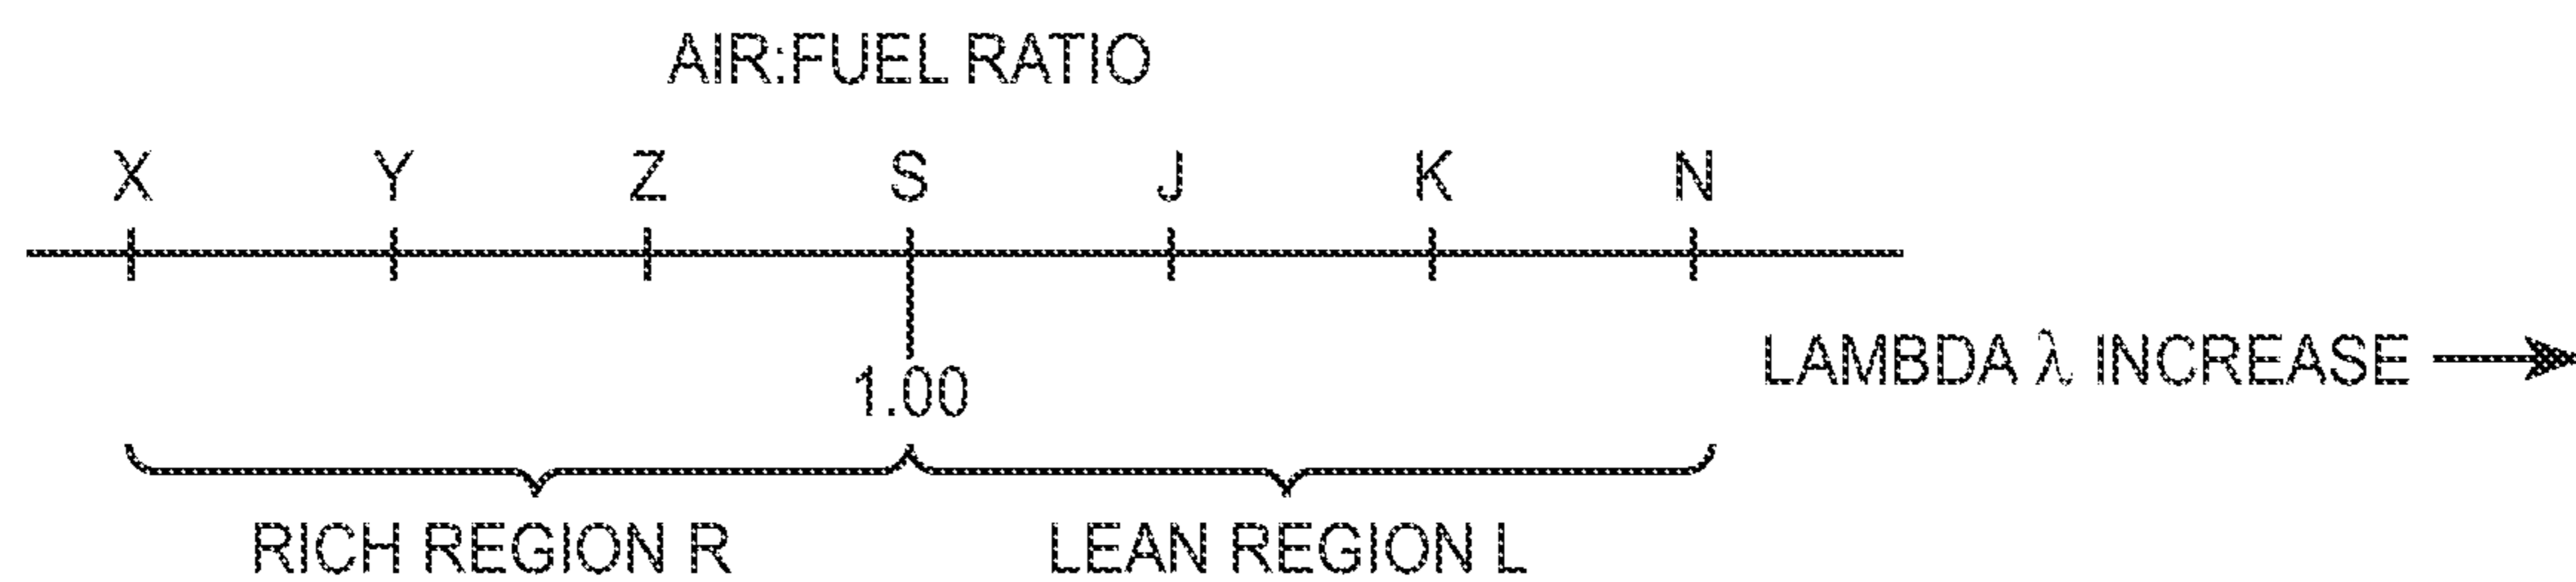 AIR:FUEL RATIO
X Y Z S J K N
1.00
LAMBDA λ INCREASE
RICH REGION R LEAN REGION L